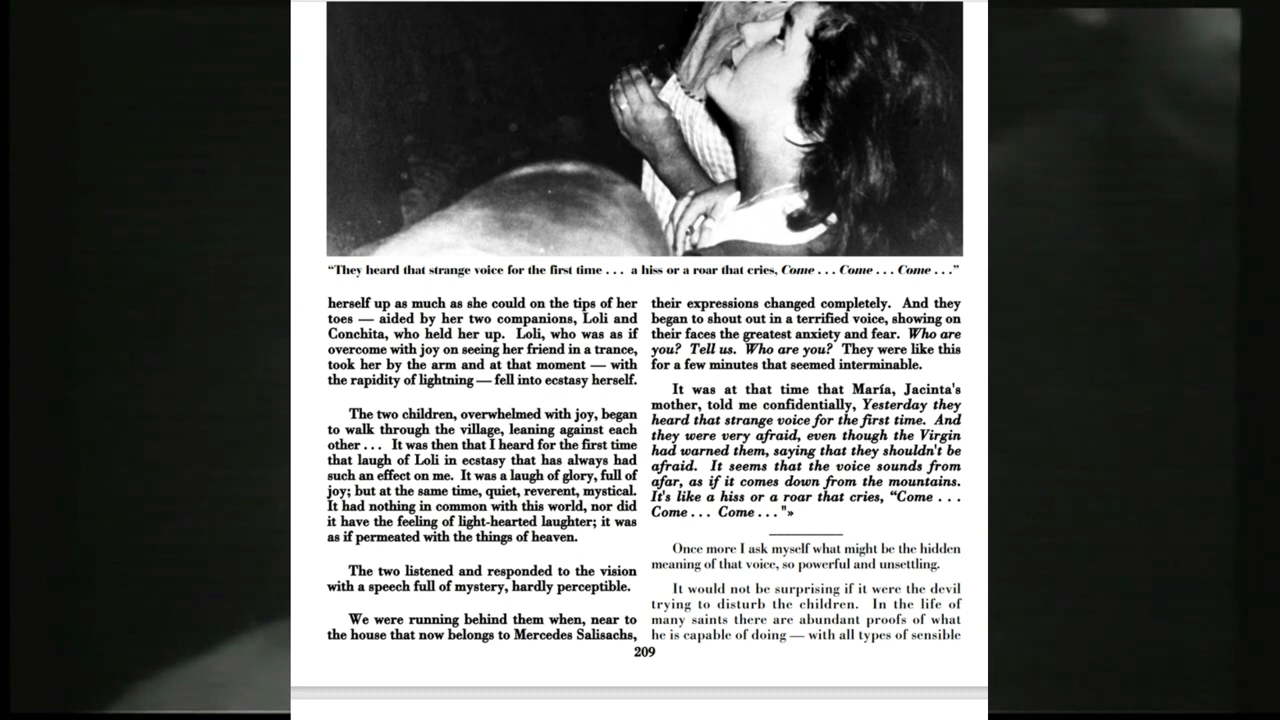 “They heard that strange voice for the first time . . . a hiss or a roar that cries, Come . . . Come . . . Come . . .”
herself up as much as she could on the tips of her
toes — aided by her two companions, Loli and
Conchita, who held her up. Loli, who was as if
overcome with joy on seeing her friend in a trance,
took her by the arm and at that moment — with
the rapidity of lightning — fell into ecstasy herself.
The two children, overwhelmed with joy, began
to walk through the village, leaning against each
other . . . It was then that I heard for the first time
that laugh of Loli in ecstasy that has always had
such an effect on me. It was a laugh of glory, full of
joy; but at the same time, quiet, reverent, mystical.
It had nothing in common with this world, nor did
it have the feeling of light-hearted laughter; it was
as if permeated with the things of heaven.
The two listened and responded to the vision
with a speech full of mystery, hardly perceptible.
We were running behind them when, near to
the house that now belongs to Mercedes Salisachs,
their expressions changed completely. And they
began to shout out in a terrified voice, showing on
their faces the greatest anxiety and fear. Who are
you? Tell us. Who are you? They were like this
for a few minutes that seemed interminable.
It was at that time that María, Jacinta's
mother, told me confidentially, Yesterday they
heard that strange voice for the first time. And
they were very afraid, even though the Virgin
had warned them, saying that they shouldn't be
afraid. It seems that the voice sounds from
afar, as if it comes down from the mountains.
It's like a hiss or a roar that cries, “Come . . .
Come . . . Come . . ."»
Once more I ask myself what might be the hidden
meaning of that voice, so powerful and unsettling.
It would not be surprising if it were the devil
trying to disturb the children. In the life of
many saints there are abundant proofs of what
he is capable of doing — with all types of sensible
209